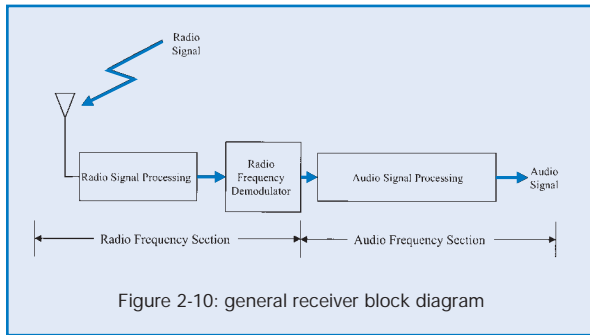 Radio
Signal
Radio Signal Processing
Radio
Frequency
Demodulator
Audio Signal Processing
Audio
Signal
Radio Frequency Section
Audio Frequency Section
Figure 2-10: general receiver block diagram